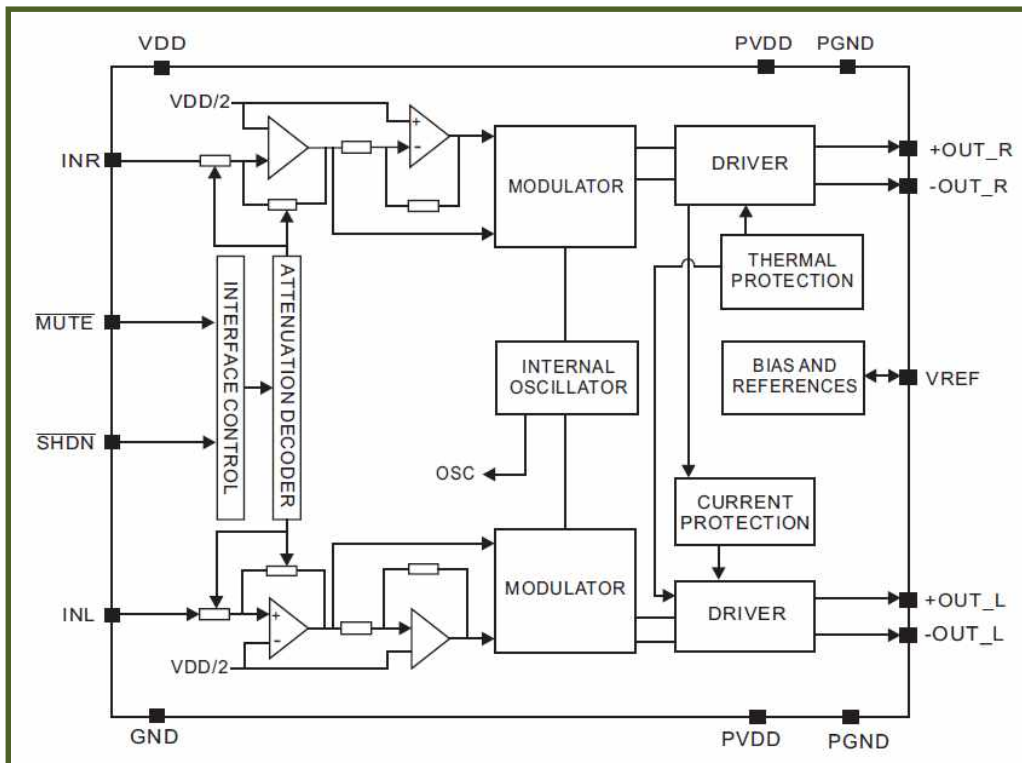 VDD
PVDD
PGND
VDD/2
+
-
INR
MODULATOR
DRIVER
+OUT_R
-OUT_R
THERMAL
PROTECTION
INTERFACE CONTROL
ATTENUATION DECODER
MUTE
INTERNAL
OSCILLATOR
BIAS AND
REFERENCES
VREF
SHDN
OSC
CURRENT
PROTECTION
MODULATOR
INL
+
-
DRIVER
+OUT_L
-OUT_L
VDD/2
GND
PVDD
PGND